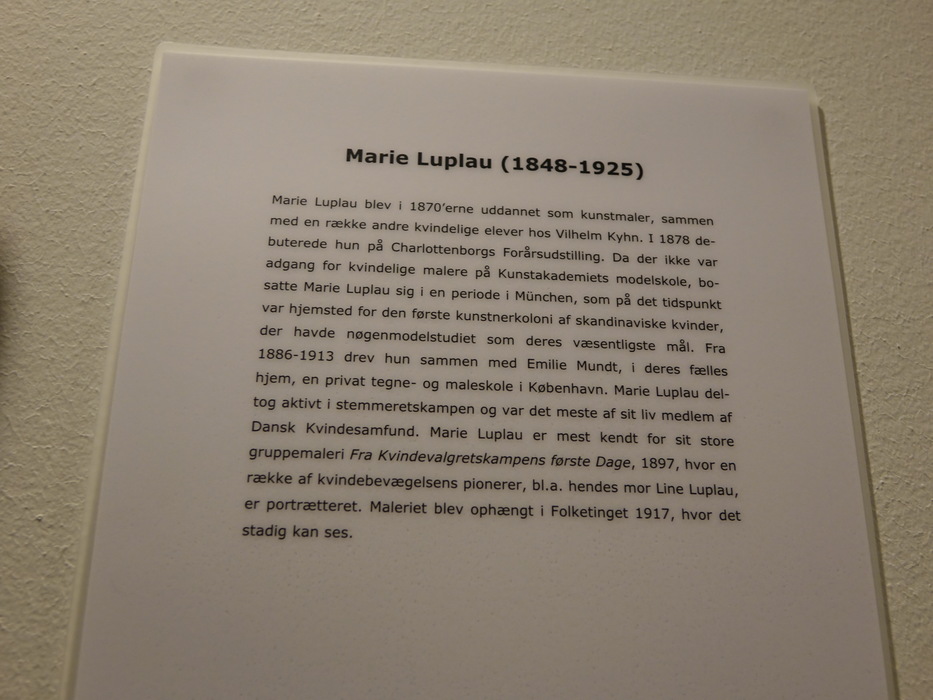 Marie Luplau (1848-1925)
Marie Luplau blev i 1870’erne uddannet som kunstmaler, sammen
med en række andre kvindelige elever hos Vilhelm Kyhn. I 1878 de-
buterede hun på Charlottenborgs Forårsudstilling. Da der ikke var
adgang for kvindelige malere på Kunstakademiets modelskole, bo-
satte Marie Luplau sig i en periode i München, som på det tidspunkt
var hjemsted for den første kunstnerkoloni af skandinaviske kvinder,
der havde nøgenmodelstudiet som deres væsentligste mål. Fra
1886-1913 drev hun sammen med Emilie Mundt, i deres fælles
hjem, en privat tegne- og maleskole i København. Marie Luplau del-
tog aktivt i stemmeretskampen og var det meste af sit liv medlem af
Dansk Kvindesamfund. Marie Luplau er mest kendt for sit store
gruppemaleri Fra Kvindevalgretskampens første Dage, 1897, hvor en
række af kvindebevægelsens pionerer, bl.a. hendes mor Line Luplau,
er portrætteret. Maleriet blev ophængt i Folketinget 1917, hvor det
stadig kan ses.